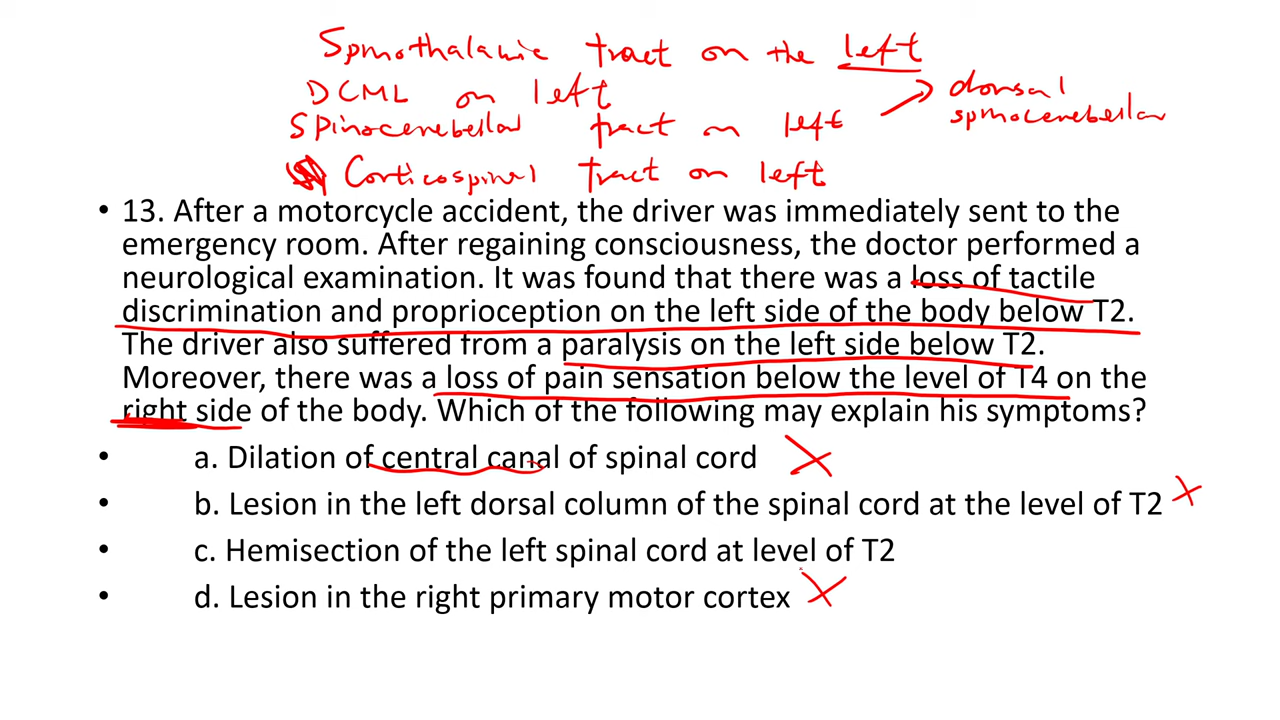 Spinothalamic tract on the left
DCML on left
dorsal
spinocerebellar
Spinocerebellar tract on left
Corticospinal tract on left
• 13. After a motorcycle accident, the driver was immediately sent to the
emergency room. After regaining consciousness, the doctor performed a
neurological examination. It was found that there was a loss of tactile
discrimination and proprioception on the left side of the body below T2.
The driver also suffered from a paralysis on the left side below T2.
Moreover, there was a loss of pain sensation below the level of T4 on the
right side of the body. Which of the following may explain his symptoms?
• a. Dilation of central canal of spinal cord
• b. Lesion in the left dorsal column of the spinal cord at the level of T2
• c. Hemisection of the left spinal cord at level of T2
• d. Lesion in the right primary motor cortex